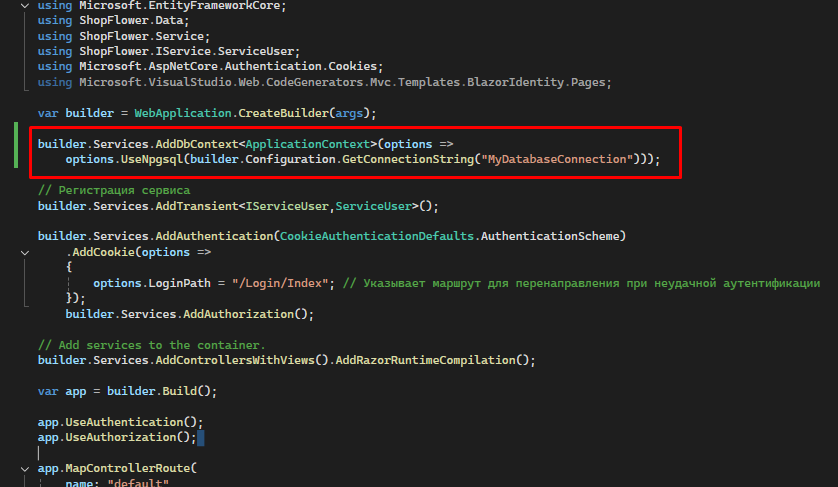 using Microsoft.EntityFrameworkCore;
using ShopFlower.Data;
using ShopFlower.Service;
using ShopFlower.IService.ServiceUser;
using Microsoft.AspNetCore.Authentication.Cookies;
using Microsoft.VisualStudio.Web.CodeGenerators.Mvc.Templates.BlazorIdentity.Pages;
var builder = WebApplication.CreateBuilder(args);
builder.Services.AddDbContext<ApplicationContext>(options =>
options.UseNpgsql(builder.Configuration.GetConnectionString("MyDatabaseConnection")));
// Регистрация сервиса
builder.Services.AddTransient<IServiceUser,ServiceUser>();
builder.Services.AddAuthentication(CookieAuthenticationDefaults.AuthenticationScheme)
.AddCookie(options =>
{
options.LoginPath = "/Login/Index"; // Указывает маршрут для перенаправления при неудачной аутентификации
});
builder.Services.AddAuthorization();
// Add services to the container.
builder.Services.AddControllersWithViews().AddRazorRuntimeCompilation();
var app = builder.Build();
app.UseAuthentication();
app.UseAuthorization();
app.MapControllerRoute(
name: "default"